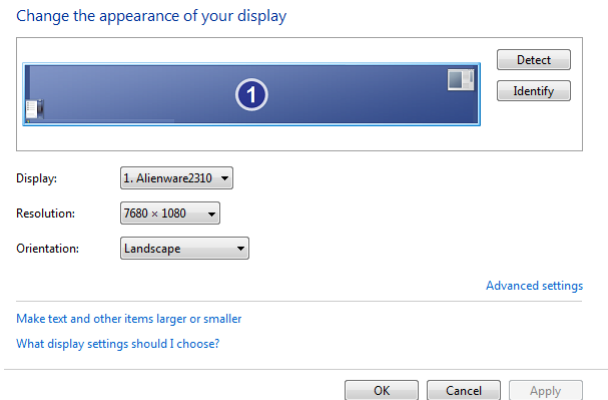 Change the appearance of your display
1
Detect
Identify
Display: 1. Alienware2310
Resolution: 7680 × 1080
Orientation: Landscape
Advanced settings
Make text and other items larger or smaller
What display settings should I choose?
OK Cancel Apply